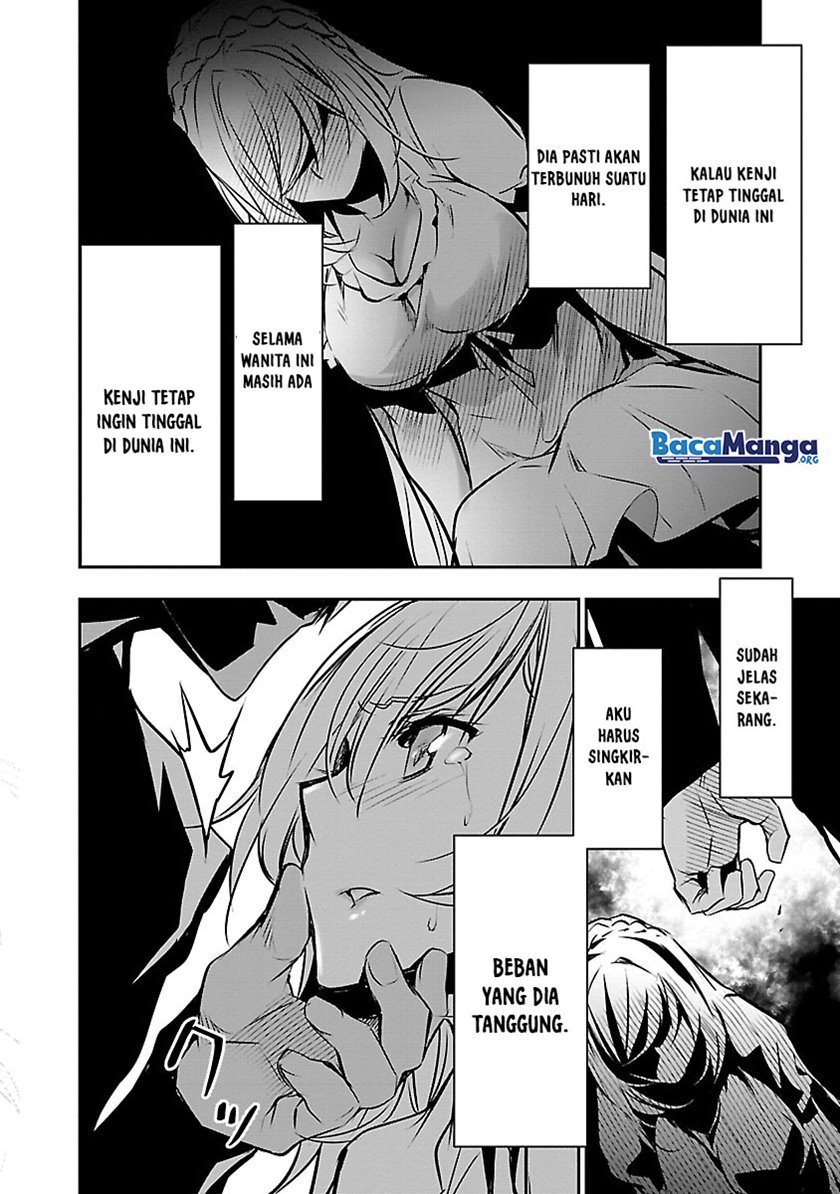 KALAU KENJI
TETAP TINGGAL
DI DUNIA INI
DIA PASTI AKAN
TERBUNUH SUATU
HARI.
SELAMA
WANITA INI
MASIH ADA
KENJI TETAP
INGIN TINGGAL
DI DUNIA INI.
BacaManga
.ORG
SUDAH
JELAS
SEKA-
RANG.
AKU
HARUS
SINGKIR-
KAN
BEBAN
YANG DIA
TANGGUNG.
グッ